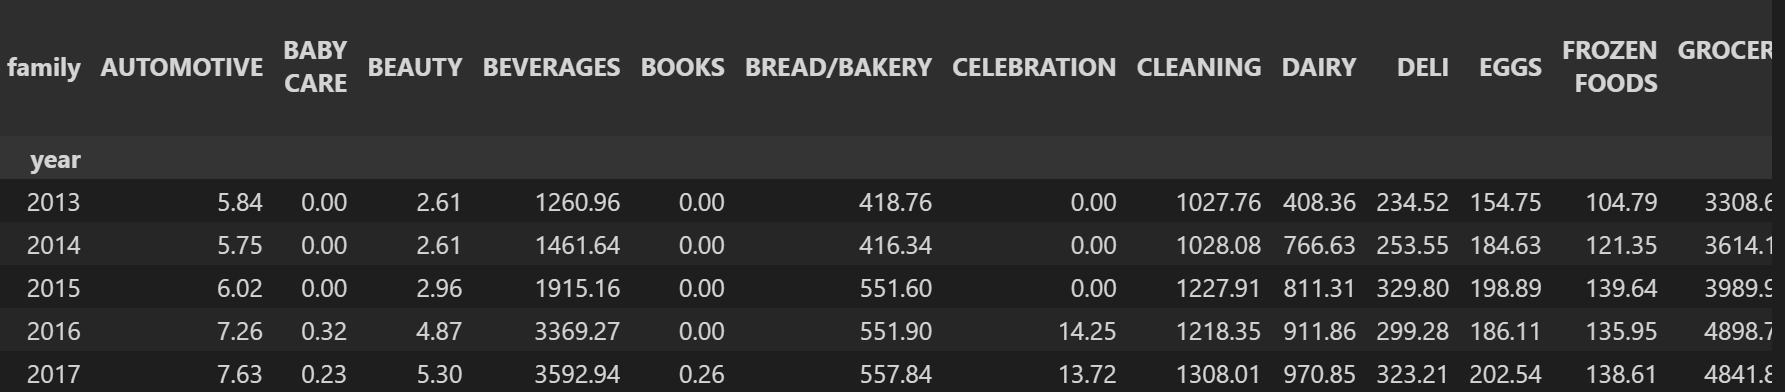 family AUTOMOTIVE BABY CARE BEAUTY BEVERAGES BOOKS BREAD/BAKERY CELEBRATION CLEANING DAIRY DELI EGGS FROZEN FOODS GROCER
year
2013 5.84 0.00 2.61 1260.96 0.00 418.76 0.00 1027.76 408.36 234.52 154.75 104.79 3308.6
2014 5.75 0.00 2.61 1461.64 0.00 416.34 0.00 1028.08 766.63 253.55 184.63 121.35 3614.1
2015 6.02 0.00 2.96 1915.16 0.00 551.60 0.00 1227.91 811.31 329.80 198.89 139.64 3989.9
2016 7.26 0.32 4.87 3369.27 0.00 551.90 14.25 1218.35 911.86 299.28 186.11 135.95 4898.7
2017 7.63 0.23 5.30 3592.94 0.26 557.84 13.72 1308.01 970.85 323.21 202.54 138.61 4841.8